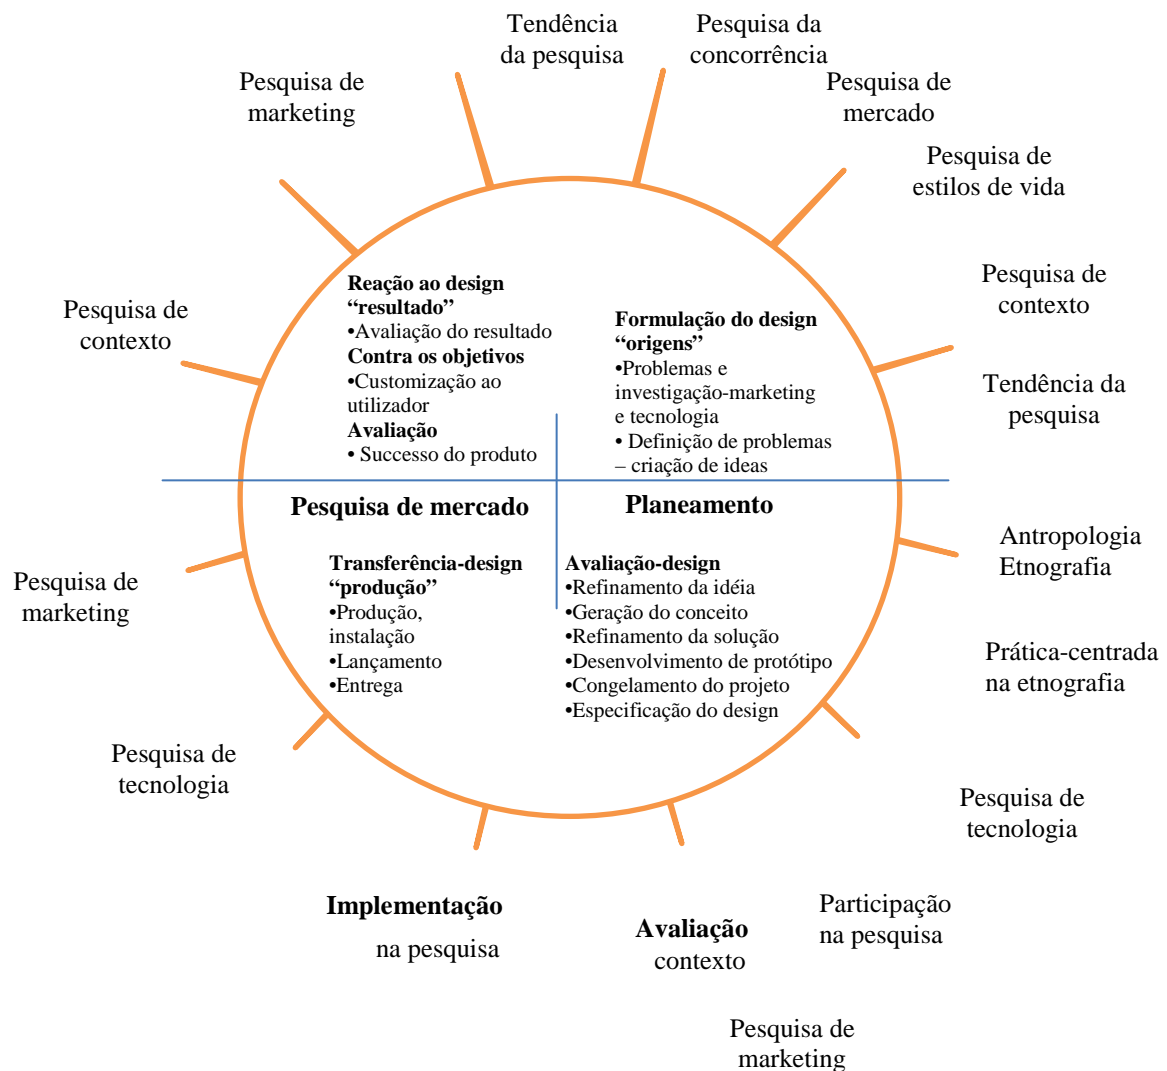 Tendência
da pesquisa
Pesquisa da
concorrência
Pesquisa de
marketing
Pesquisa de
mercado
Pesquisa de
estilos de vida
Pesquisa de
contexto
Pesquisa de
contexto
Tendência da
pesquisa
Reação ao design
“resultado”
•Avaliação do resultado
Contra os objetivos
•Customização ao
utilizador
Avaliação
• Successo do produto
Formulação do design
“origens”
•Problemas e
investigação-marketing
e tecnologia
• Definição de problemas
– criação de ideas
Pesquisa de mercado
Planeamento
Transferência-design
“produção”
•Produção,
instalação
•Lançamento
•Entrega
Avaliação-design
•Refinamento da idéia
•Geração do conceito
•Refinamento da solução
•Desenvolvimento de protótipo
•Congelamento do projeto
•Especificação do design
Antropologia
Etnografia
Pesquisa de
marketing
Prática-centrada
na etnografia
Pesquisa de
tecnologia
Pesquisa de
tecnologia
Implementação
na pesquisa
Avaliação
contexto
Participação
na pesquisa
Pesquisa de
marketing